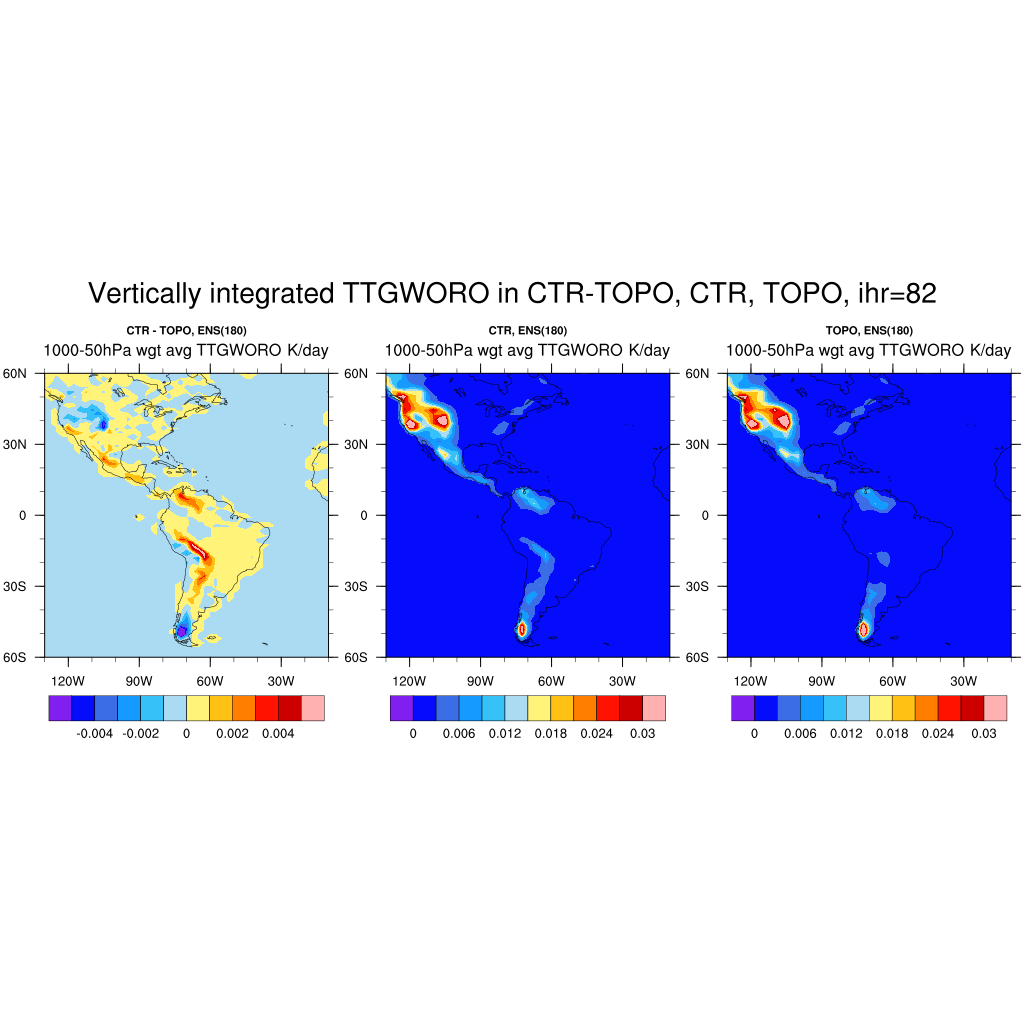 Vertically integrated TTGWORO in CTR-TOPO, CTR, TOPO, ihr=82
CTR - TOPO, ENS(180)
1000-50hPa wgt avg TTGWORO K/day
60N
30N
0
30S
60S
120W 90W 60W 30W
-0.004 -0.002 0 0.002 0.004
CTR, ENS(180)
1000-50hPa wgt avg TTGWORO K/day
60N
30N
0
30S
60S
120W 90W 60W 30W
0 0.006 0.012 0.018 0.024 0.03
TOPO, ENS(180)
1000-50hPa wgt avg TTGWORO K/day
60N
30N
0
30S
60S
120W 90W 60W 30W
0 0.006 0.012 0.018 0.024 0.03